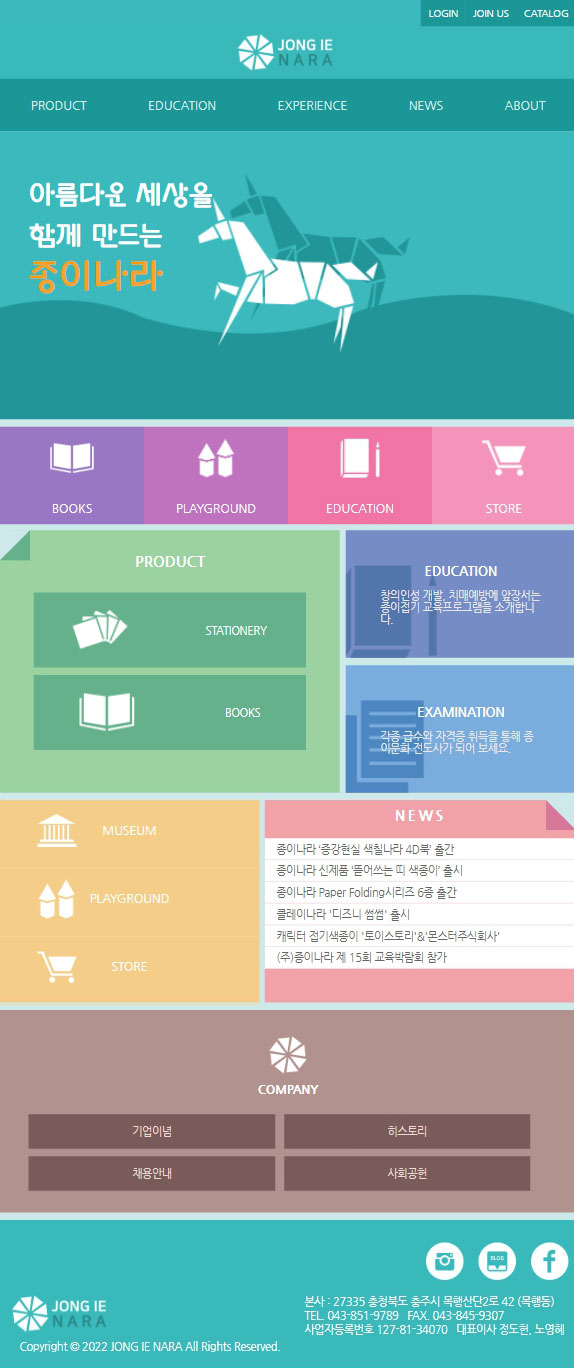 LOGIN JOIN US CATALOG
JONG IE
NARA
PRODUCT EDUCATION EXPERIENCE NEWS ABOUT
아름다운 세상을
함께 만드는
종이나라
BOOKS PLAYGROUND EDUCATION STORE
PRODUCT
STATIONERY
BOOKS
EDUCATION
창의인성 개발, 치매예방에 앞장서는
종이접기 교육프로그램을 소개합니
다.
EXAMINATION
각종 급수와 자격증 취득을 통해 종
이문화 전도사가 되어 보세요.
MUSEUM
PLAYGROUND
STORE
NEWS
종이나라 '증강현실 색칠나라 4D북' 출간
종이나라 신제품 '뜯어쓰는 띠 색종이' 출시
종이나라 Paper Folding시리즈 6종 출간
클레이나라 '디즈니 썸썸' 출시
캐릭터 접기색종이 '토이스토리'&'몬스터주식회사'
(주)종이나라 제 15회 교육박람회 참가
COMPANY
기업이념 히스토리
채용안내 사회공헌
BLOG
본사 : 27335 충청북도 충주시 목행산단2로 42 (목행동)
TEL. 043-851-9789 FAX. 043-845-9307
사업자등록번호 127-81-34070 대표이사 정도헌, 노영혜
JONG IE
NARA
Copyright © 2022 JONG IE NARA All Rights Reserved.